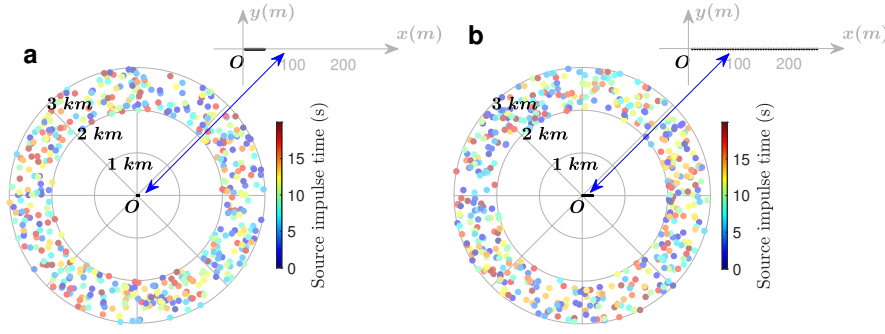 a
y(m)
x(m)
O
100 200
3 km
2 km
1 km
O
Source impulse time (s)
15
10
5
0
b
y(m)
x(m)
O
100 200
3 km
2 km
1 km
O
Source impulse time (s)
15
10
5
0